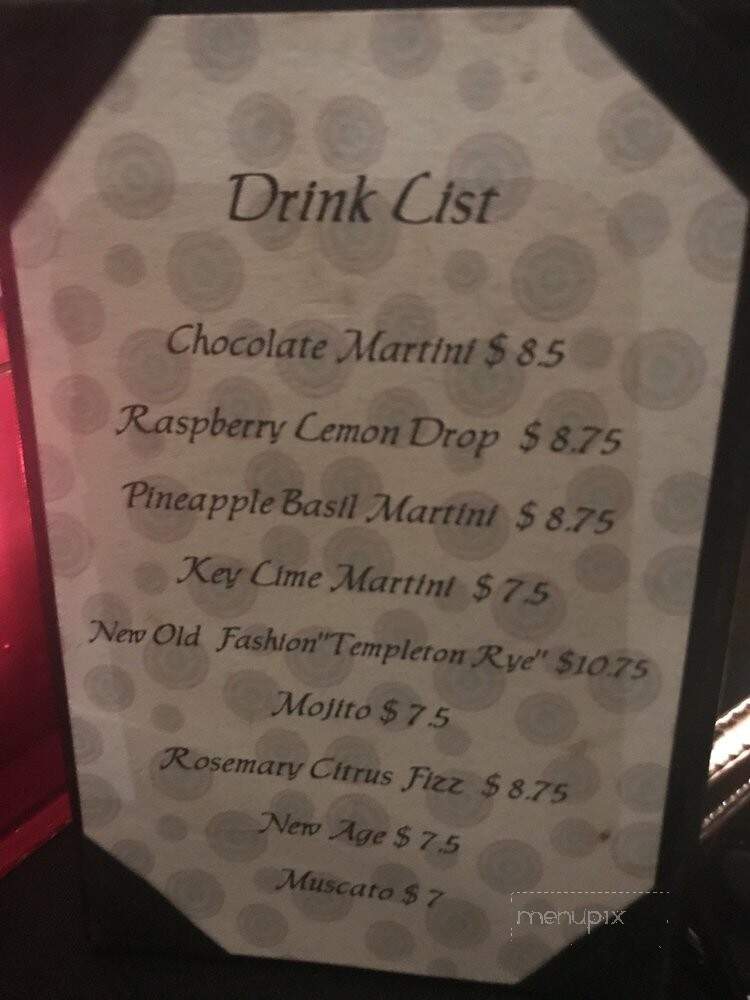 Drink List
Chocolate Martini $ 8.5
Raspberry Lemon Drop $ 8.75
Pineapple Basil Martini $ 8.75
Key Lime Martini $ 7.5
New Old Fashion"Templeton Rye" $10.75
Mojito $ 7.5
Rosemary Citrus Fizz $ 8.75
New Age $ 7.5
Muscato $ 7
menupix